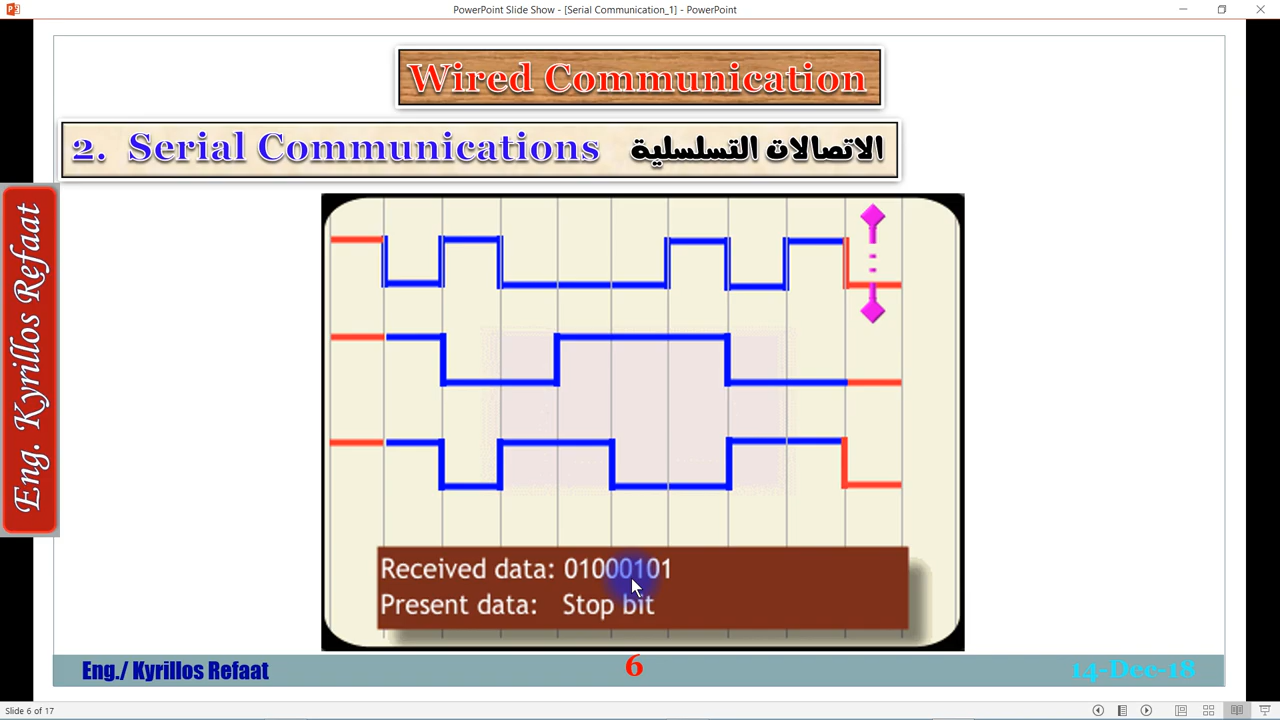 PowerPoint Slide Show - [Serial Communication_1] - PowerPoint
Wired Communication
2. Serial Communications الاتصالات التسلسلية
Eng. Kyrillos Refaat
Received data: 01000101
Present data: Stop bit
Eng./ Kyrillos Refaat
6
14-Dec-18
Slide 6 of 17